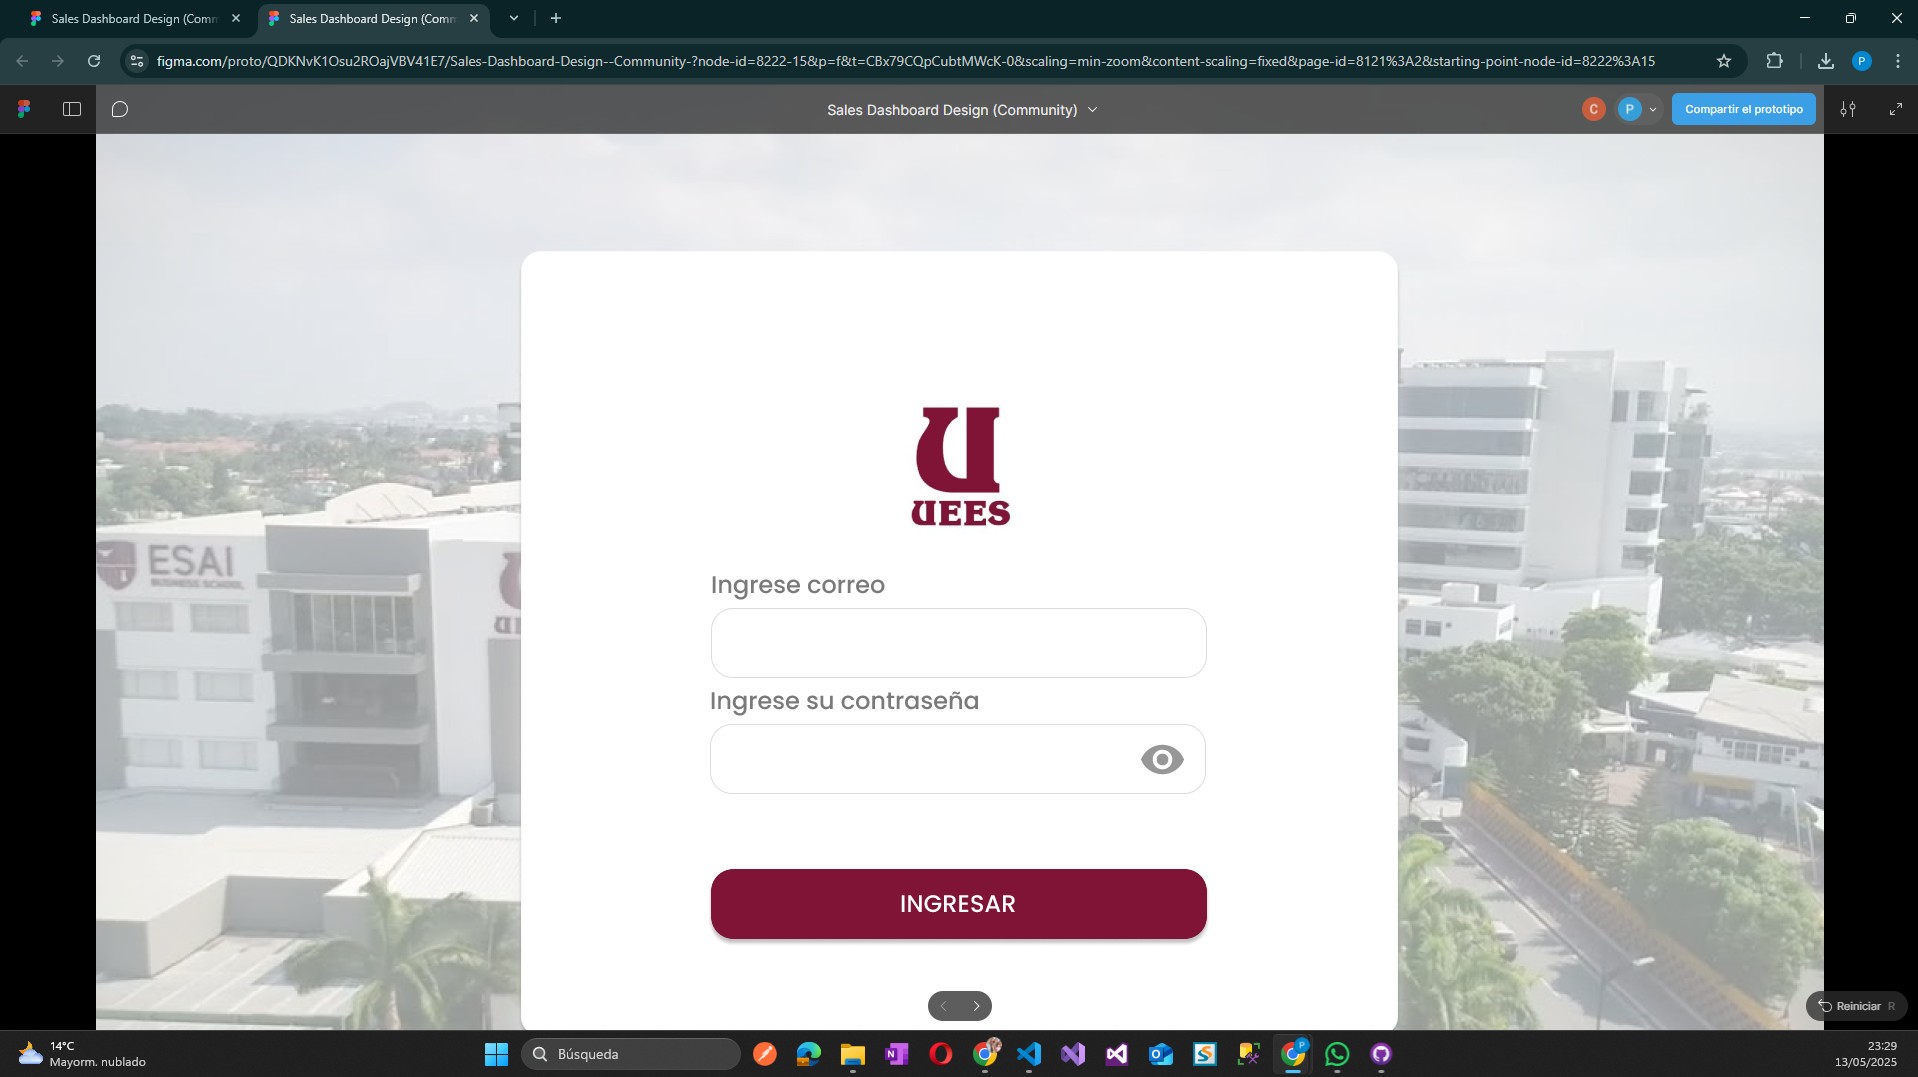 Sales Dashboard Design (Comm
Sales Dashboard Design (Comm
figma.com/proto/QDKNvK1Osu2ROajVBV41E7/Sales-Dashboard-Design--Community-?node-id=8222-15&p=f&t=CBx79CQpCubtMWcK-0&scaling=min-zoom&content-scaling=fixed&page-id=8121%3A2&starting-point-node-id=8222%3A15
P
Sales Dashboard Design (Community)
C
P
Compartir el prototipo
U
UEES
ESAI
BUSINESS SCHOOL
Ingrese correo
Ingrese su contraseña
INGRESAR
Reiniciar R
14°C
Mayorm. nublado
Búsqueda
23:29
13/05/2025